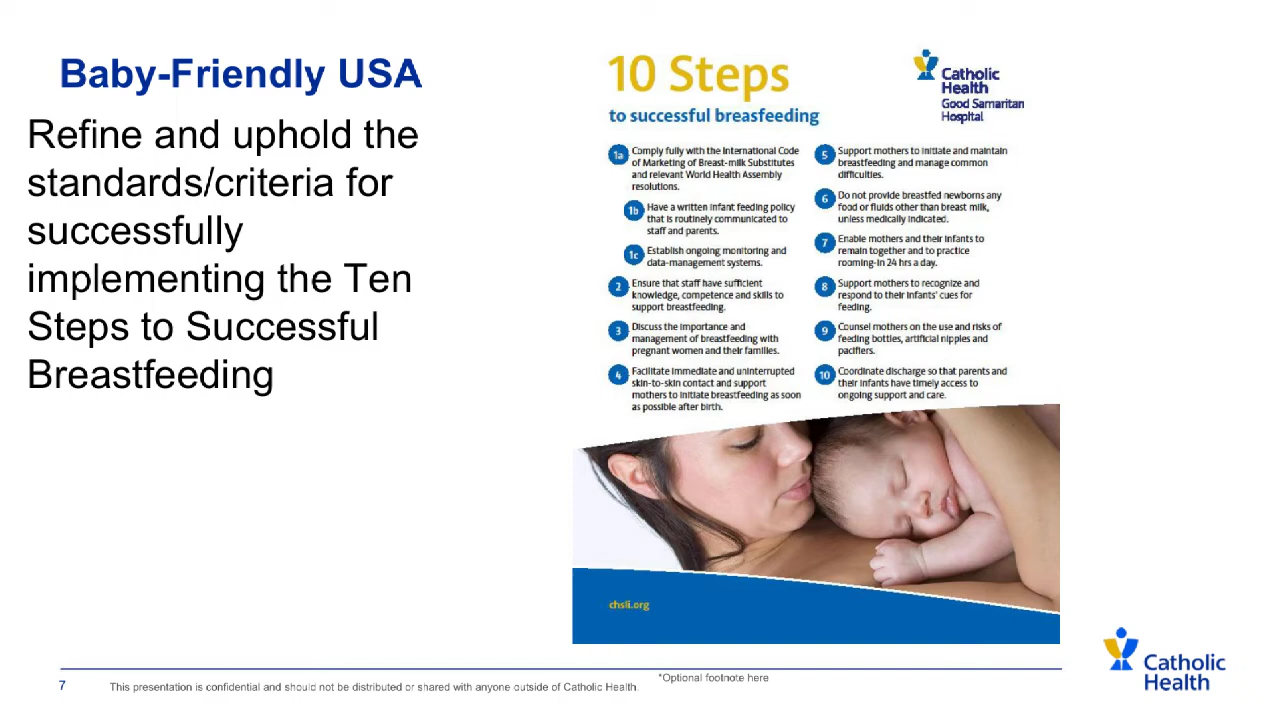 Baby-Friendly USA
Refine and uphold the
standards/criteria for
successfully
implementing the Ten
Steps to Successful
Breastfeeding
10 Steps
to successful breasfeeding
Catholic
Health
Good Samaritan
Hospital
1a Comply fully with the International Code
of Marketing of Breast-milk Substitutes
and relevant World Health Assembly
resolutions.
1b Have a written infant feeding policy
that is routinely communicated to
staff and parents.
1c Establish ongoing monitoring and
data-management systems.
2 Ensure that staff have sufficient
knowledge, competence and skills to
support breastfeeding.
3 Discuss the importance and
management of breastfeeding with
pregnant women and their families.
4 Facilitate immediate and uninterrupted
skin-to-skin contact and support
mothers to initiate breastfeeding as soon
as possible after birth.
5 Support mothers to initiate and maintain
breastfeeding and manage common
difficulties.
6 Do not provide breastfed newborns any
food or fluids other than breast milk,
unless medically indicated.
7 Enable mothers and their infants to
remain together and to practice
rooming-in 24 hrs a day.
8 Support mothers to recognize and
respond to their infants' cues for
feeding.
9 Counsel mothers on the use and risks of
feeding bottles, artificial nipples and
pacifiers.
10 Coordinate discharge so that parents and
their infants have timely access to
ongoing support and care.
chsli.org
7
This presentation is confidential and should not be distributed or shared with anyone outside of Catholic Health.
*Optional footnote here
Catholic
Health